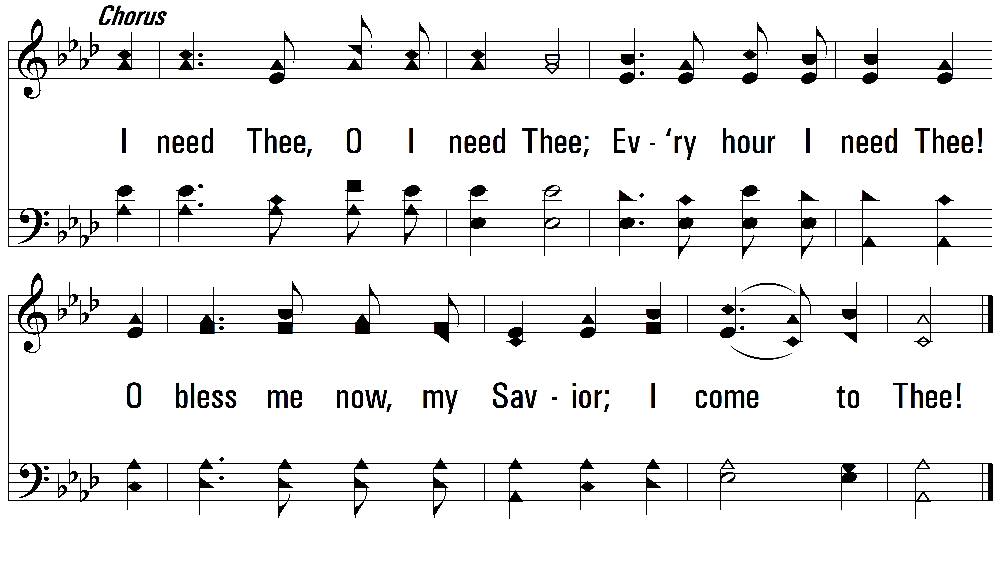 Chorus
I need Thee, O I need Thee; Ev - ‘ry hour I need Thee!
O bless me now, my Sav - ior; I come to Thee!